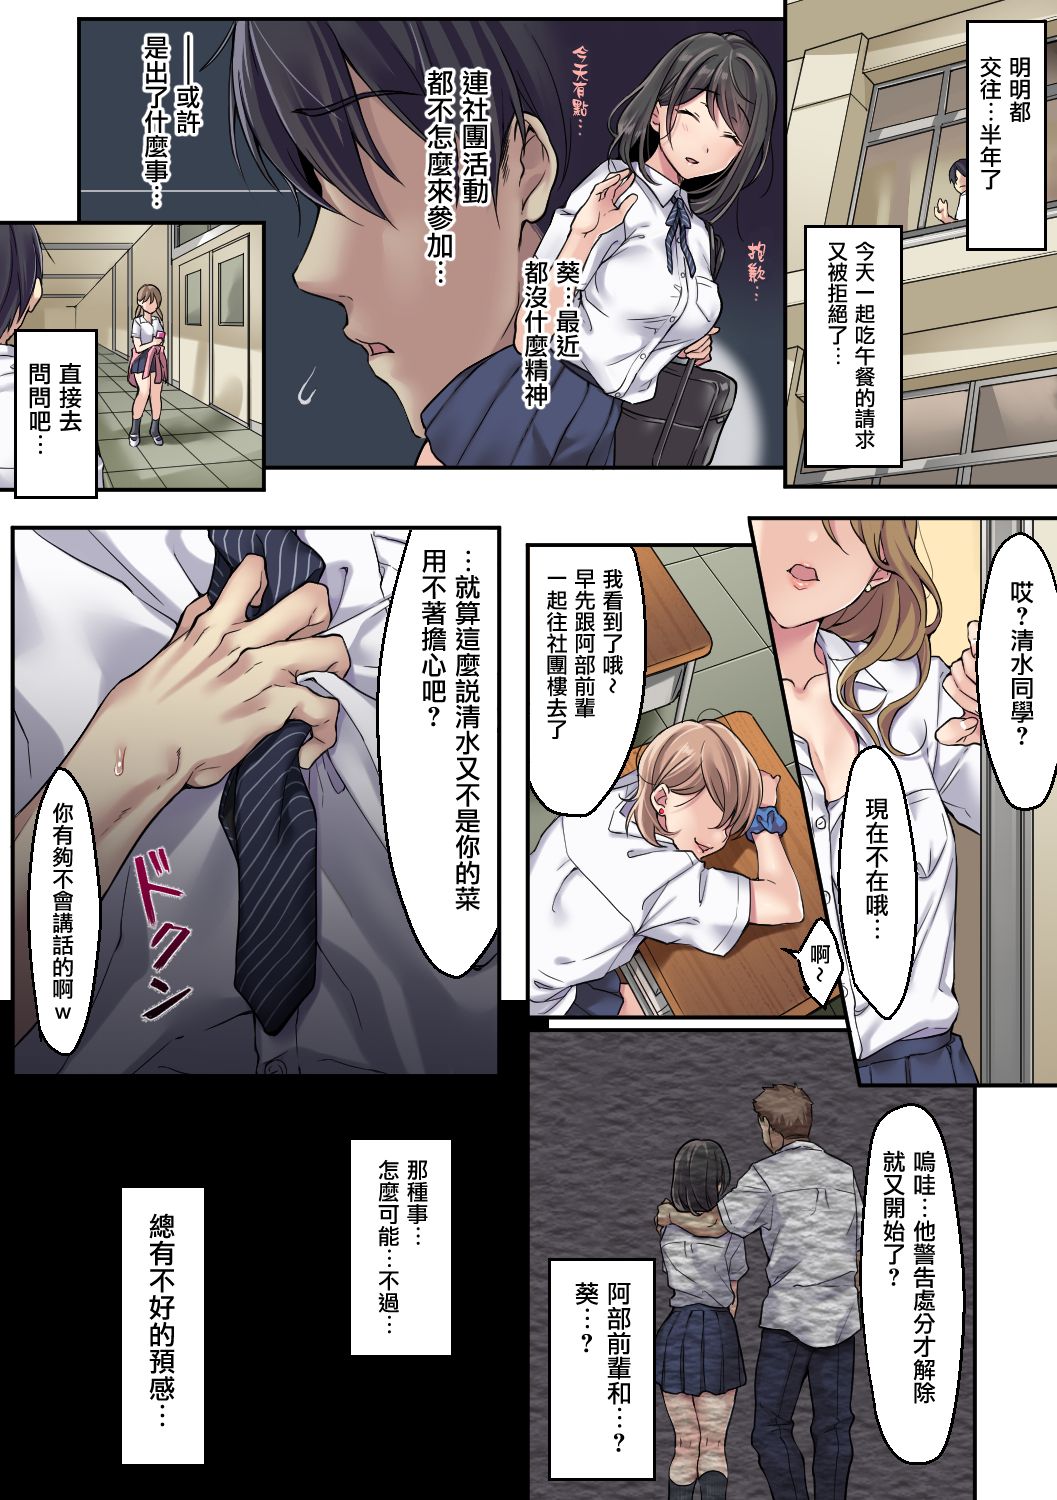 明明都
交往…半年了
今天一起吃午餐的請求
又被拒絕了…
今天有點…
抱歉…
葵…最近
都沒什麼精神
連社團活動
都不怎麼來參加…
——或許
是出了什麼事…
直接去
問問吧…
哎?清水同學?
現在不在哦…
啊~
我看到了哦~
早先跟阿部前輩
一起往社團樓去了
嗚哇…他警告處分才解除
就又開始了?
…就算這麼說清水又不是你的菜
用不著擔心吧?
你有夠不會講話的啊w
ドクン
阿部前輩和…?
葵…?
那種事…
怎麼可能…不過…
總有不好的預感…